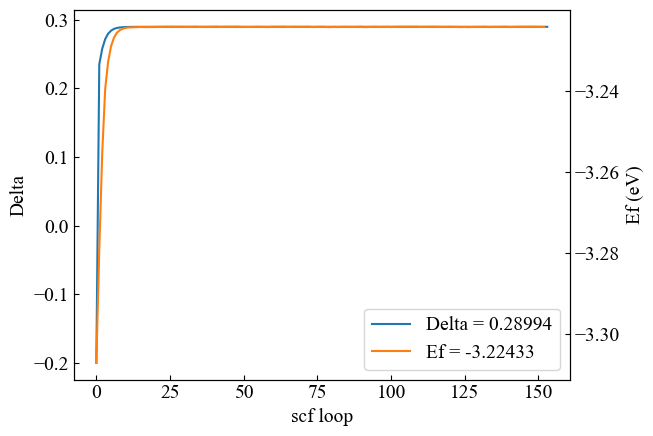 0.3
0.2
0.1
0.0
−0.1
−0.2
Delta
−3.24
−3.26
−3.28
−3.30
Ef (eV)
Delta = 0.28994
Ef = -3.22433
0 25 50 75 100 125 150
scf loop